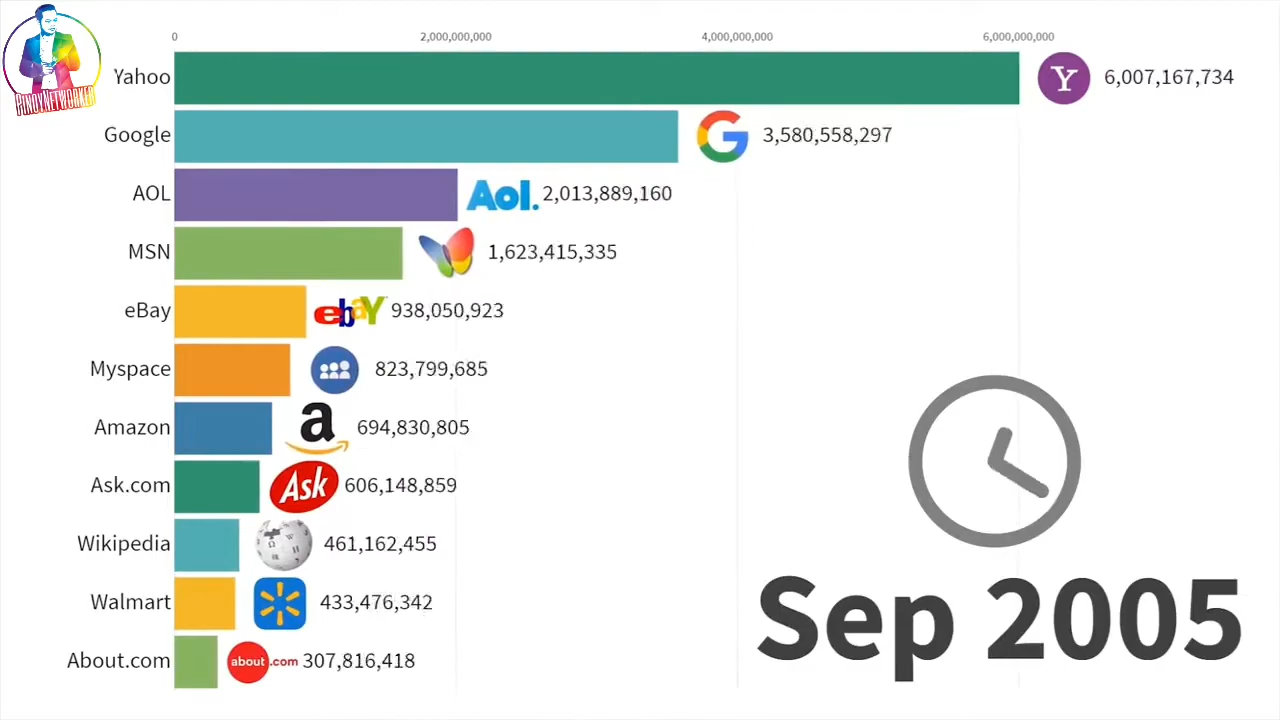 PINOYNETWORKER
0 2,000,000,000 4,000,000,000 6,000,000,000
Yahoo Y 6,007,167,734
Google G 3,580,558,297
AOL Aol. 2,013,889,160
MSN 1,623,415,335
eBay ebaY 938,050,923
Myspace 823,799,685
Amazon a 694,830,805
Ask.com Ask 606,148,859
Wikipedia 461,162,455
Walmart 433,476,342
About.com about.com 307,816,418
Sep 2005